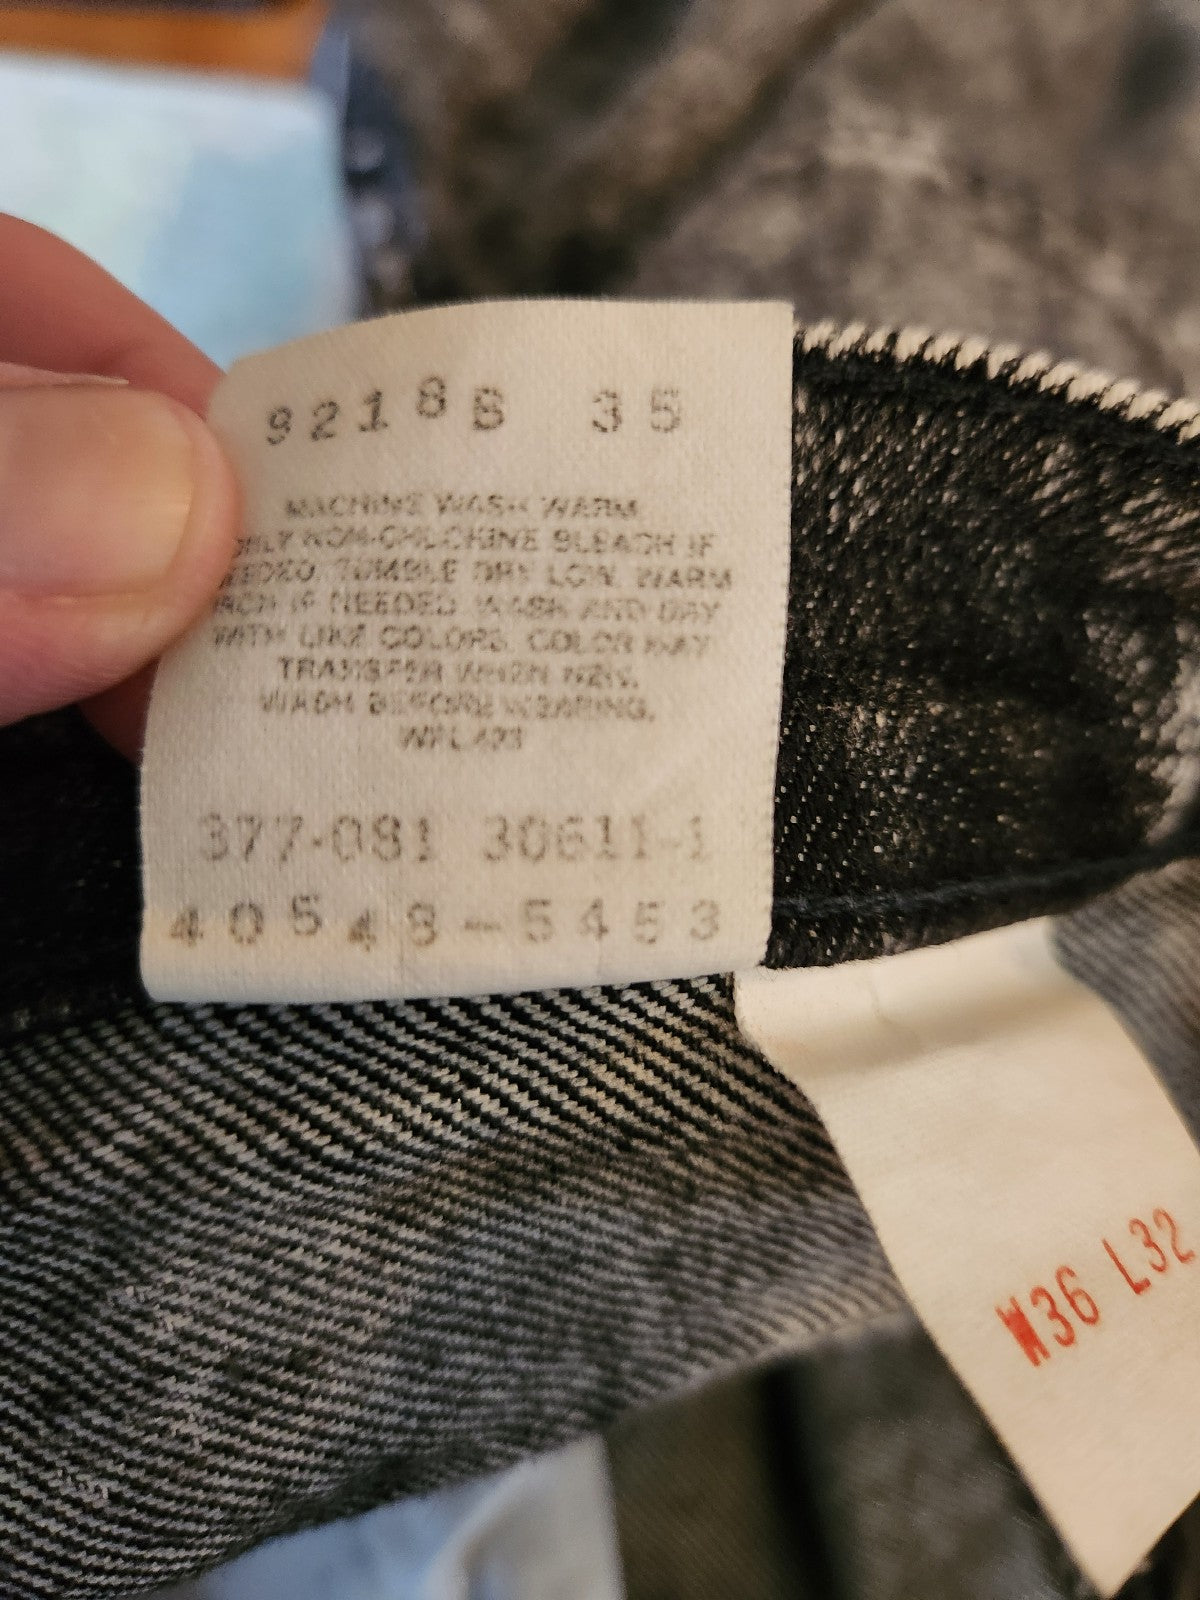 9218B 35
MACHINE WASH WARM
ONLY NON-CHLORINE BLEACH IF
NEEDED. TUMBLE DRY LOW. WARM
IRON IF NEEDED. WASH AND DRY
WITH LIKE COLORS. COLOR MAY
TRANSFER WHEN NEW.
WASH BEFORE WEARING.
WPL 423
377-081 30611-1
40548-5453
W36 L32